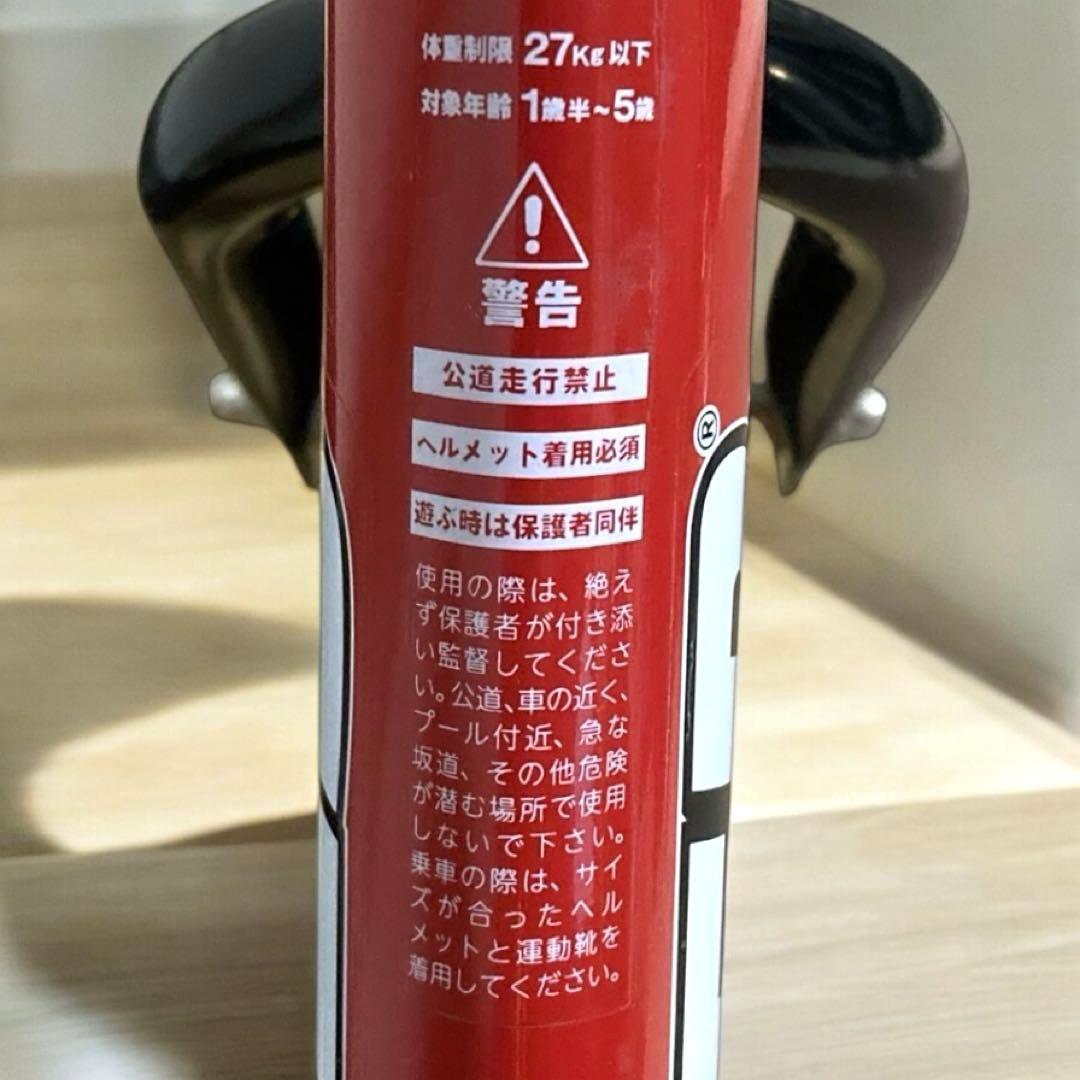 体重制限 27Kg以下
対象年齢 1歳半~5歳
警告
公道走行禁止
ヘルメット着用必須
遊ぶ時は保護者同伴
使用の際は、絶え
ず保護者が付き添
い監督してくださ
い。公道、車の近く、
プール付近、急な
坂道、その他危険
が潜む場所で使用
しないで下さい。
乗車の際は、サイ
ズが合ったヘル
メットと運動靴を
着用してください。
®